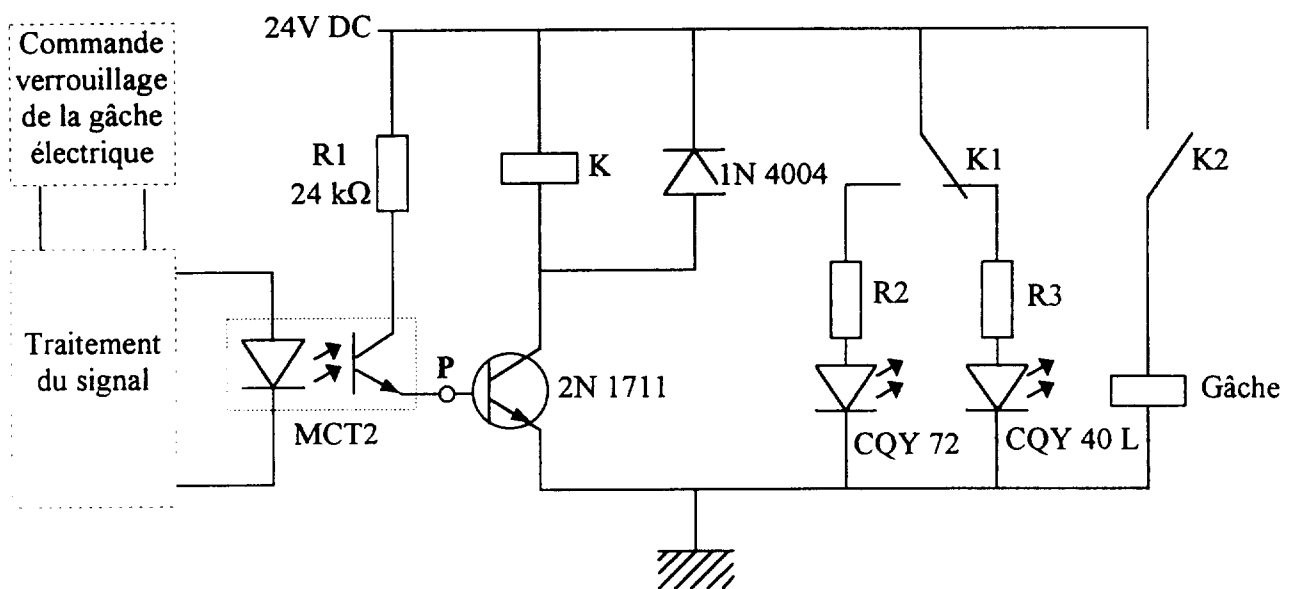 Commande
verrouillage
de la gâche
électrique
Traitement
du signal
24V DC
R1
24 kΩ
MCT2
P
K
1N 4004
2N 1711
K1
K2
R2
R3
CQY 72
CQY 40 L
Gâche